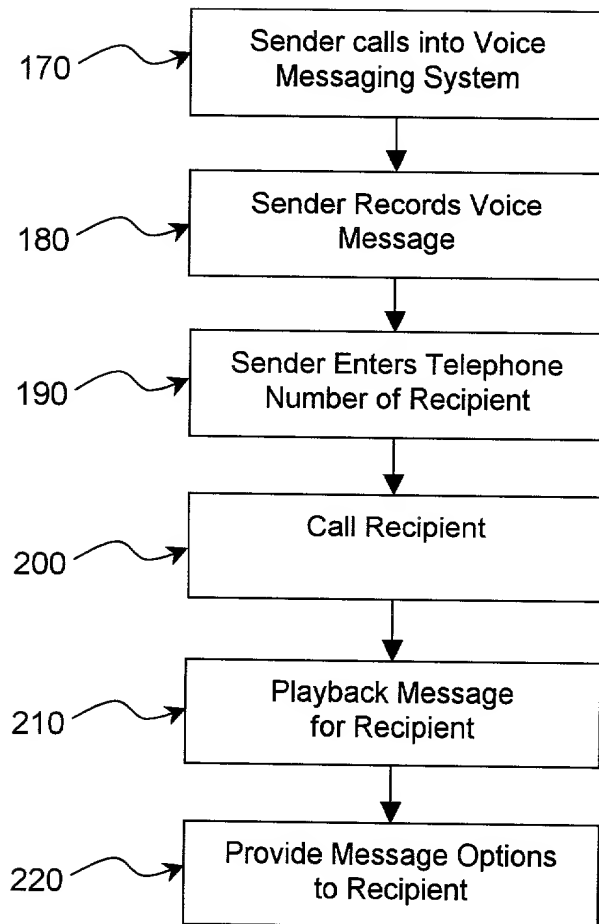 170
Sender calls into Voice
Messaging System
180
Sender Records Voice
Message
190
Sender Enters Telephone
Number of Recipient
200
Call Recipient
210
Playback Message
for Recipient
220
Provide Message Options
to Recipient